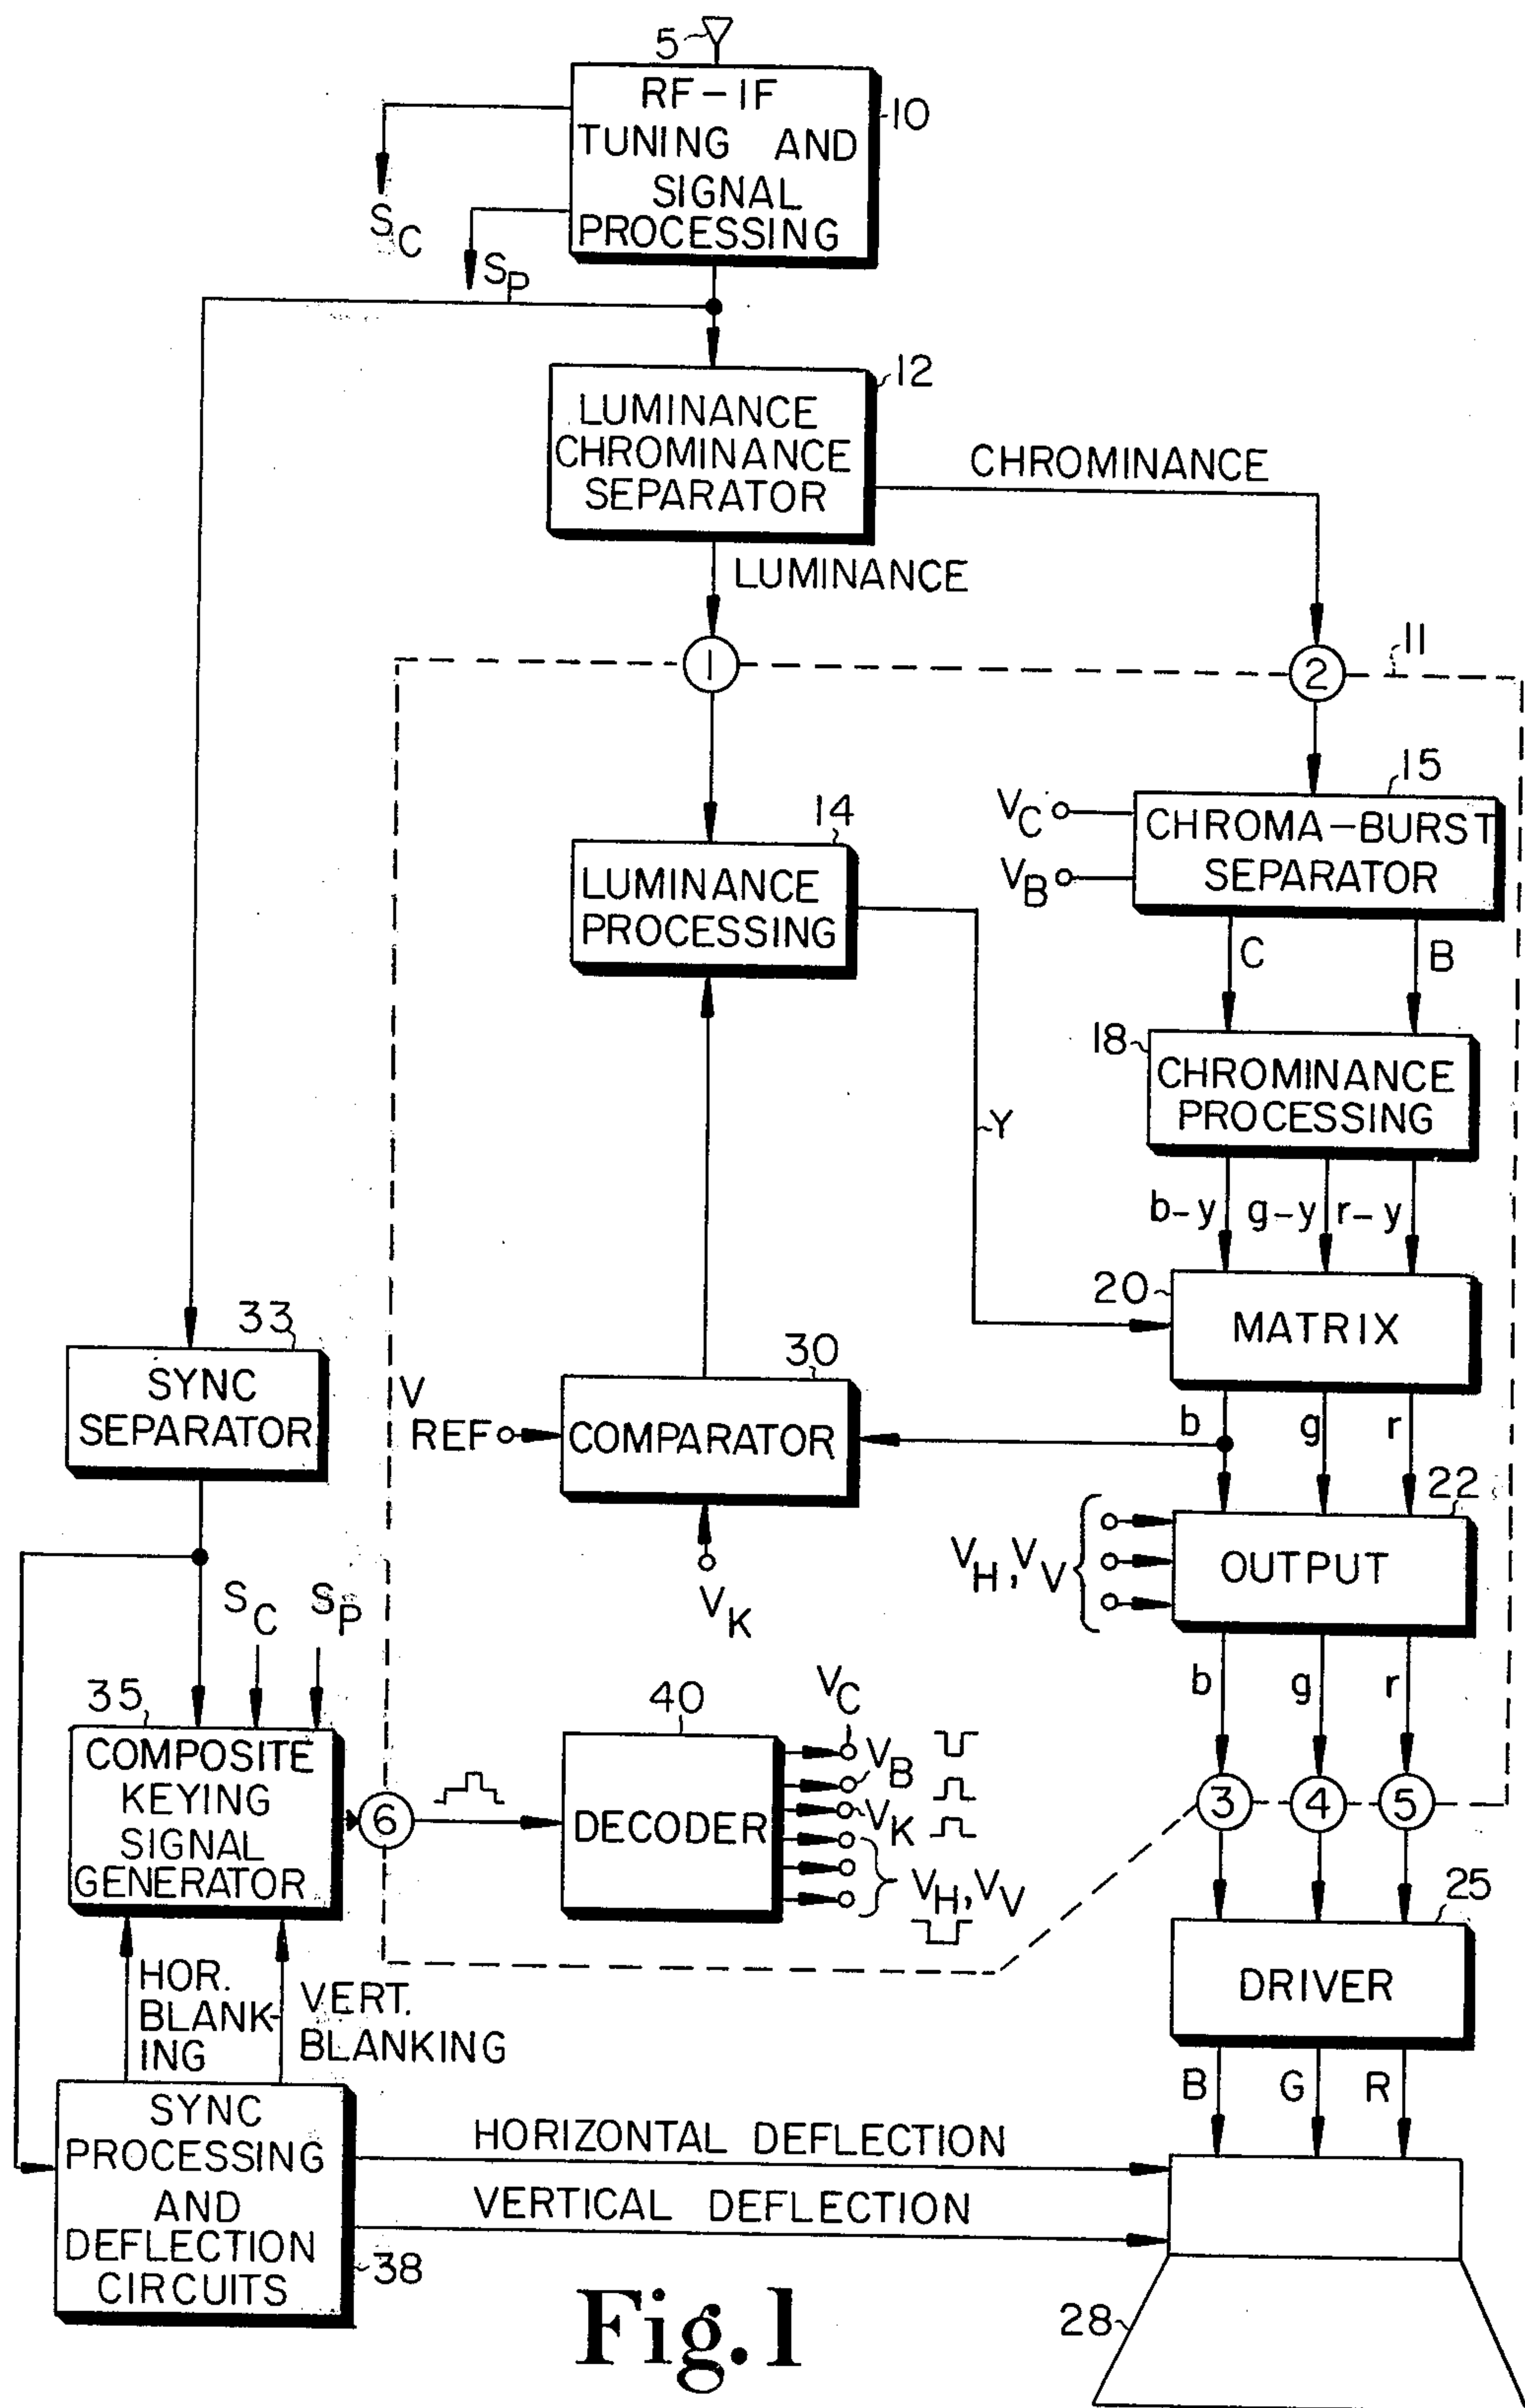 5
RF-IF
TUNING AND
SIGNAL
PROCESSING
10
SC
SP
12
LUMINANCE
CHROMINANCE
SEPARATOR
CHROMINANCE
LUMINANCE
1
2
11
15
VC
VB
CHROMA-BURST
SEPARATOR
14
LUMINANCE
PROCESSING
C
B
18
CHROMINANCE
PROCESSING
Y
b-y
g-y
r-y
20
MATRIX
33
SYNC
SEPARATOR
30
V
REF
COMPARATOR
b
g
r
22
VH, VV
OUTPUT
VK
SC
SP
b
g
r
35
COMPOSITE
KEYING
SIGNAL
GENERATOR
6
40
DECODER
VC
VB
VK
VH, VV
3
4
5
25
DRIVER
HOR.
BLANK-
ING
VERT.
BLANKING
B
G
R
SYNC
PROCESSING
AND
DEFLECTION
CIRCUITS
38
HORIZONTAL DEFLECTION
VERTICAL DEFLECTION
28
Fig.1